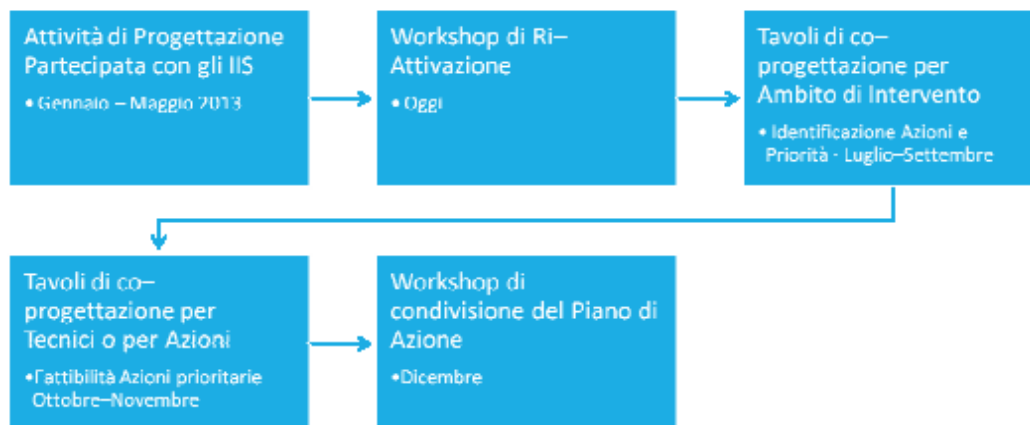 Attività di Progettazione
Partecipata con gli IIS
• Gennaio – Maggio 2013
Workshop di Ri–
Attivazione
• Oggi
Tavoli di co–
progettazione per
Ambito di Intervento
• Identificazione Azioni e
Priorità - Luglio–Settembre
Tavoli di co–
progettazione per
Tecnici o per Azioni
•Fattibilità Azioni prioritarie
Ottobre–Novembre
Workshop di
condivisione del Piano di
Azione
•Dicembre